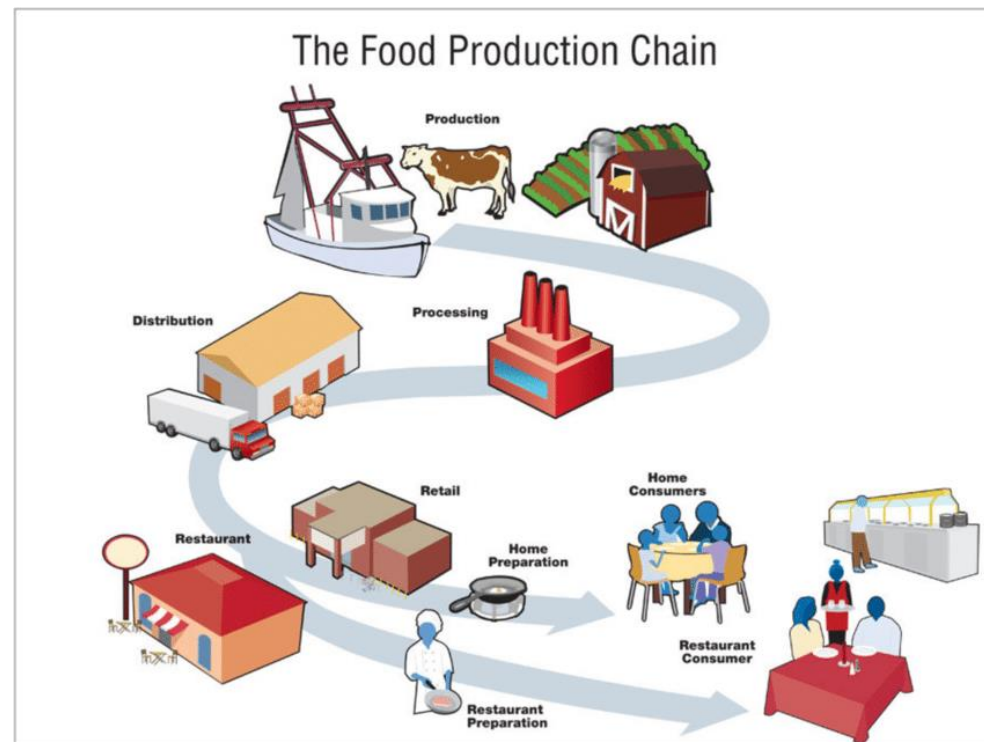 The Food Production Chain
Production
Distribution
Processing
Retail
Home
Consumers
Restaurant
Home
Preparation
Restaurant
Consumer
Restaurant
Preparation